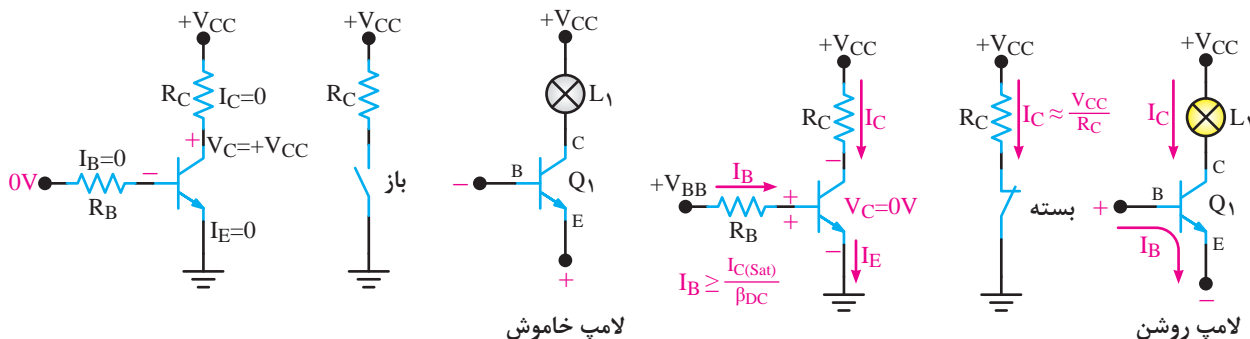 +VCC
RC
IC=0
+
VC=+VCC
IB=0
0V
−
RB
IE=0
+VCC
RC
باز
+VCC
L۱
C
−
B
Q۱
E
+
لامپ خاموش
+VCC
RC
IC
−
IB
+VBB
+
+
VC=0V
RB
−
IE
IB ≥ IC(Sat)/βDC
+VCC
RC
IC ≈ VCC/RC
بسته
+VCC
IC
L۱
C
B
+
Q۱
IB
E
−
لامپ روشن